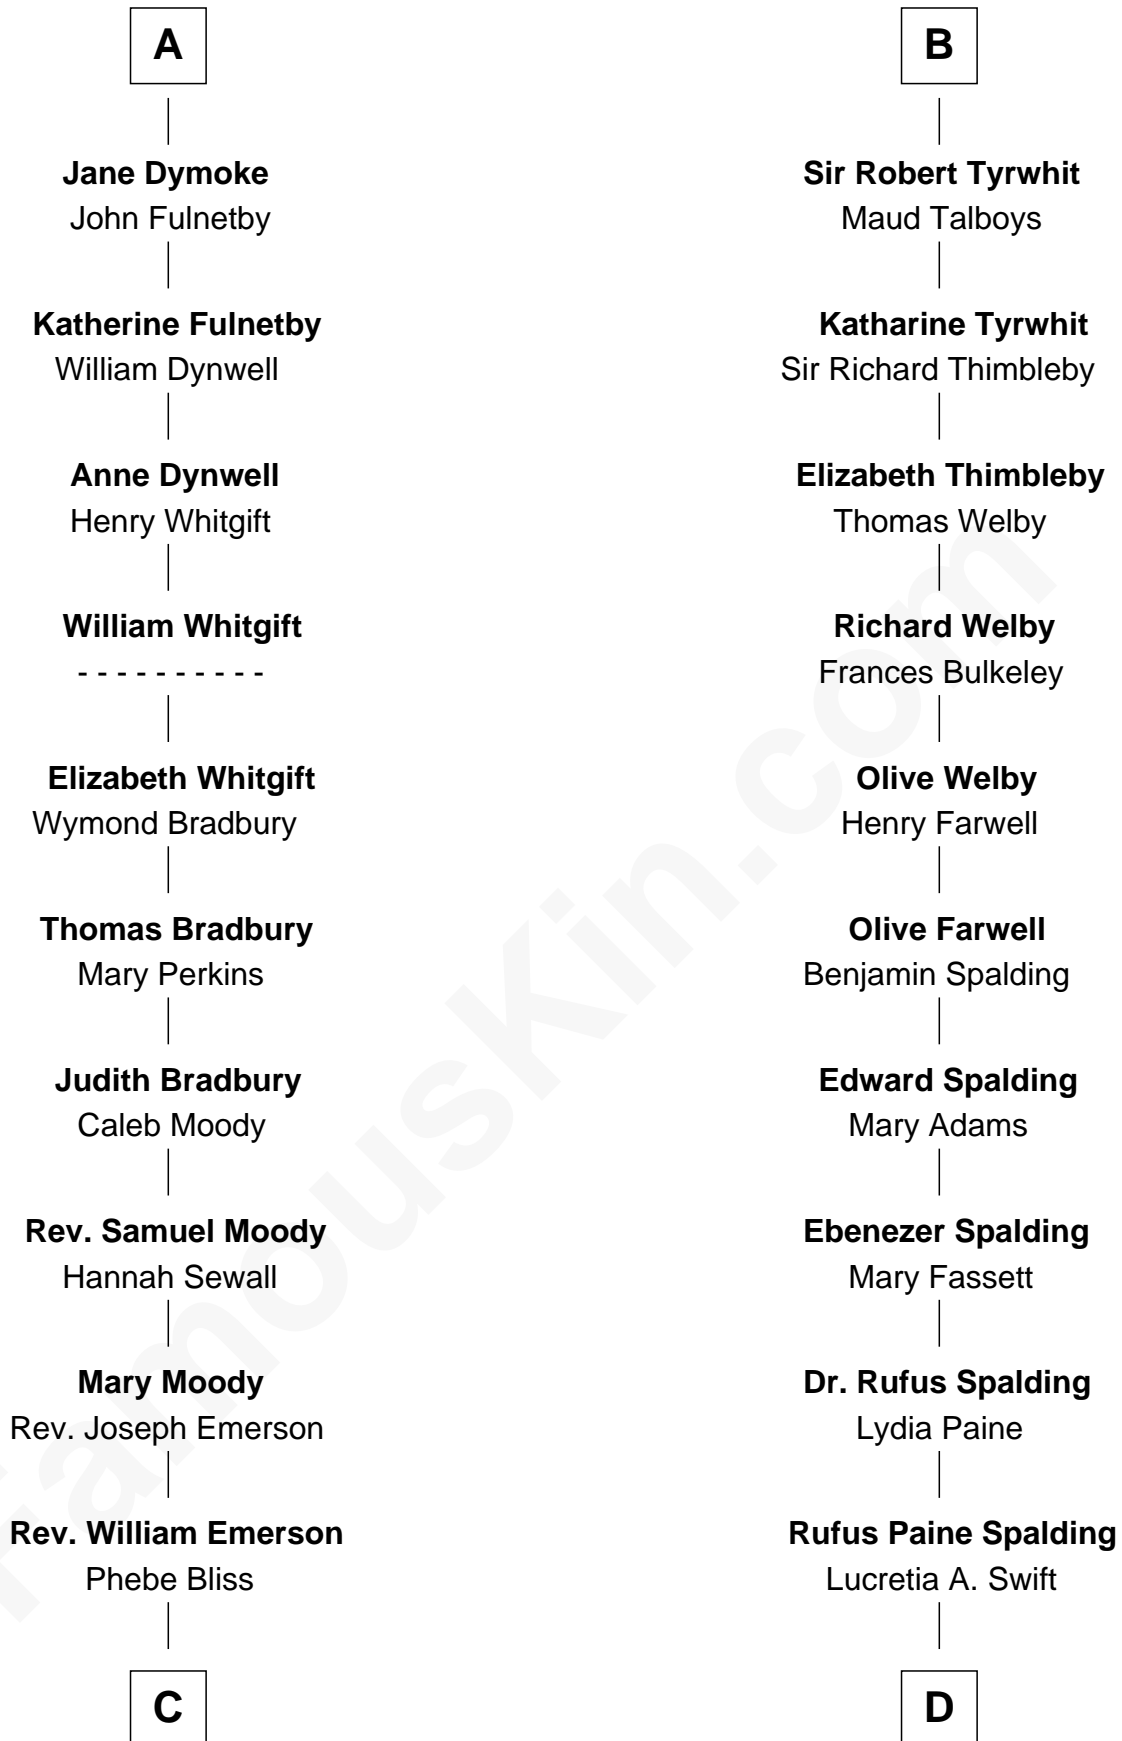 A
Jane Dymoke
John Fulnetby
Katherine Fulnetby
William Dynwell
Anne Dynwell
Henry Whitgift
William Whitgift
- - - - - - - - - -
Elizabeth Whitgift
Wymond Bradbury
Thomas Bradbury
Mary Perkins
Judith Bradbury
Caleb Moody
Rev. Samuel Moody
Hannah Sewall
Mary Moody
Rev. Joseph Emerson
Rev. William Emerson
Phebe Bliss
C
B
Sir Robert Tyrwhit
Maud Talboys
Katharine Tyrwhit
Sir Richard Thimbleby
Elizabeth Thimbleby
Thomas Welby
Richard Welby
Frances Bulkeley
Olive Welby
Henry Farwell
Olive Farwell
Benjamin Spalding
Edward Spalding
Mary Adams
Ebenezer Spalding
Mary Fassett
Dr. Rufus Spalding
Lydia Paine
Rufus Paine Spalding
Lucretia A. Swift
D
FamousKin.com